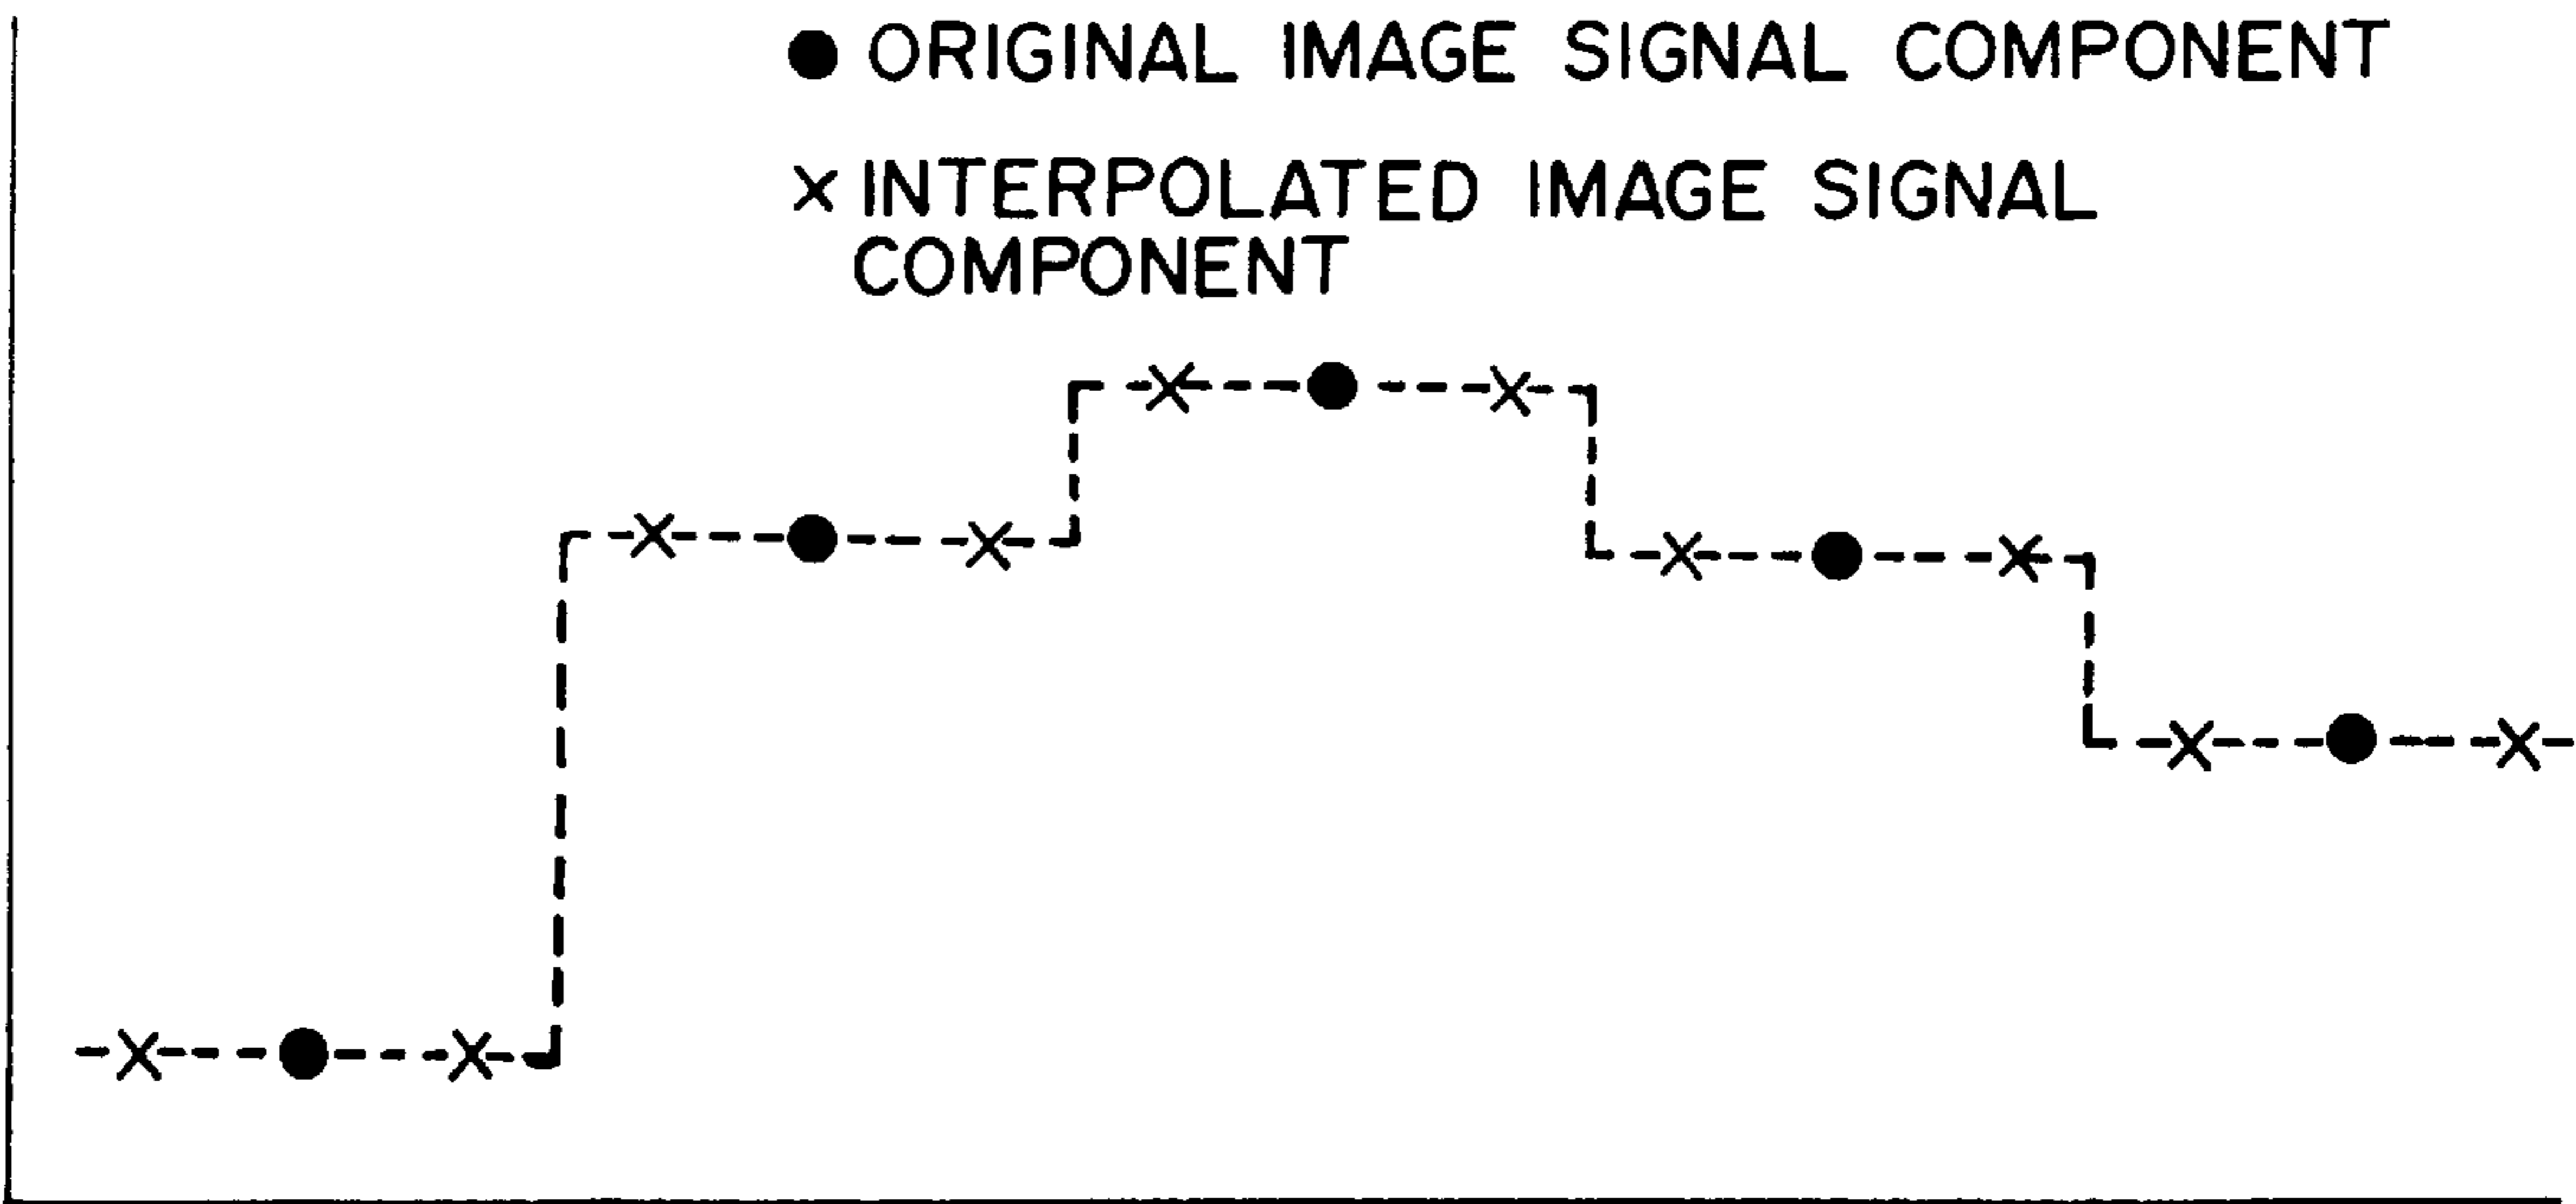 ● ORIGINAL IMAGE SIGNAL COMPONENT
× INTERPOLATED IMAGE SIGNAL
COMPONENT